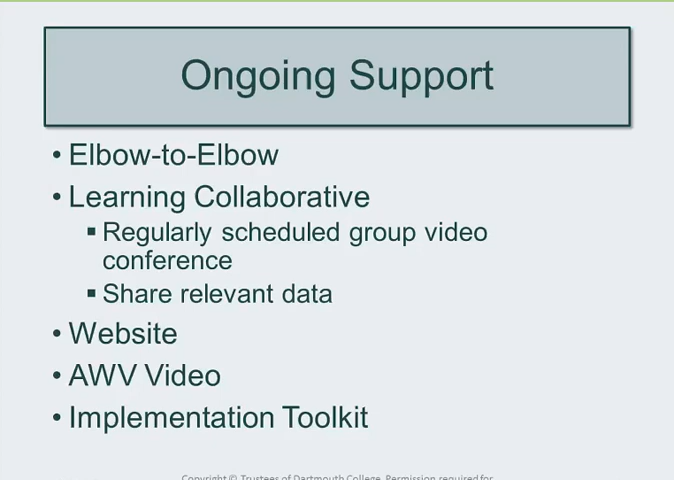 Ongoing Support
• Elbow-to-Elbow
• Learning Collaborative
▪ Regularly scheduled group video
conference
▪ Share relevant data
• Website
• AWV Video
• Implementation Toolkit
Copyright © Trustees of Dartmouth College. Permission required for